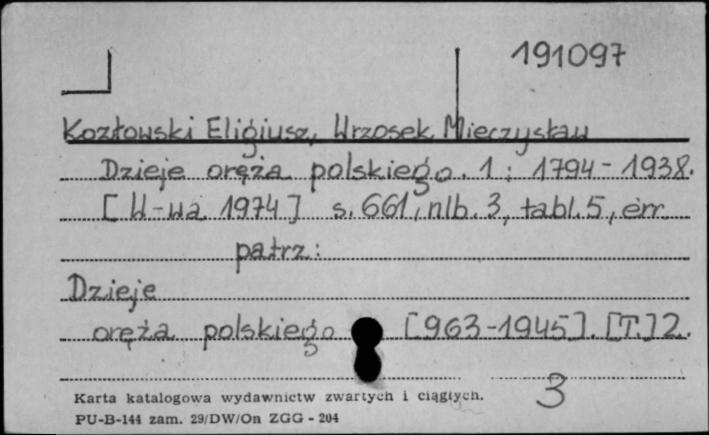 191097
Kozłowski Eligiusz, Wrzosek Mieczysław
Dzieje oręża polskiego. 1: 1794-1938.
[W-wa 1974] s. 661, nlb. 3, tabl. 5, err.
patrz:
Dzieje
oręża polskiego [963-1945]. [T.] 2.
3
Karta katalogowa wydawnictw zwartych i ciągłych.
PU-B-144 zam. 29/DW/On ZGG - 204